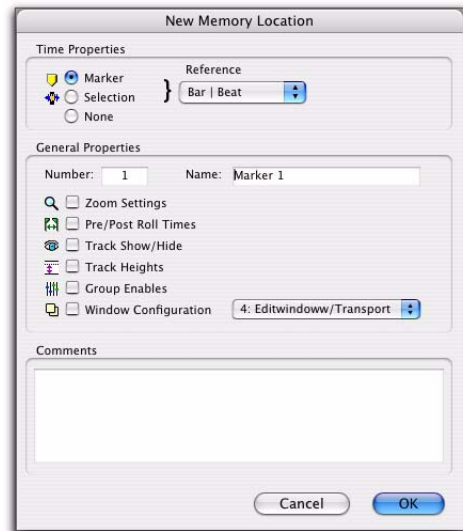 New Memory Location
Time Properties
Marker
Selection
None
Reference
Bar | Beat
General Properties
Number: 1 Name: Marker 1
Zoom Settings
Pre/Post Roll Times
Track Show/Hide
Track Heights
Group Enables
Window Configuration 4: Editwindoww/Transport
Comments
Cancel OK